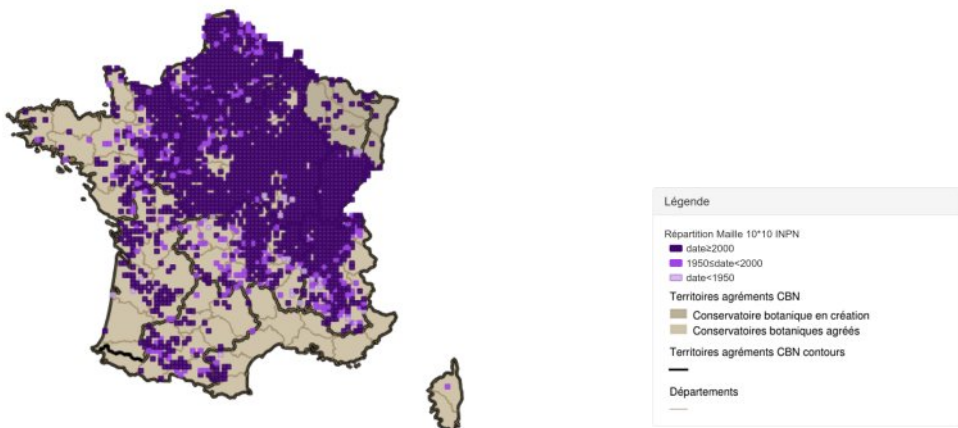 Légende
Répartition Maille 10*10 INPN
date≥2000
1950≤date<2000
date<1950
Territoires agréments CBN
Conservatoire botanique en création
Conservatoires botaniques agréés
Territoires agréments CBN contours
Départements